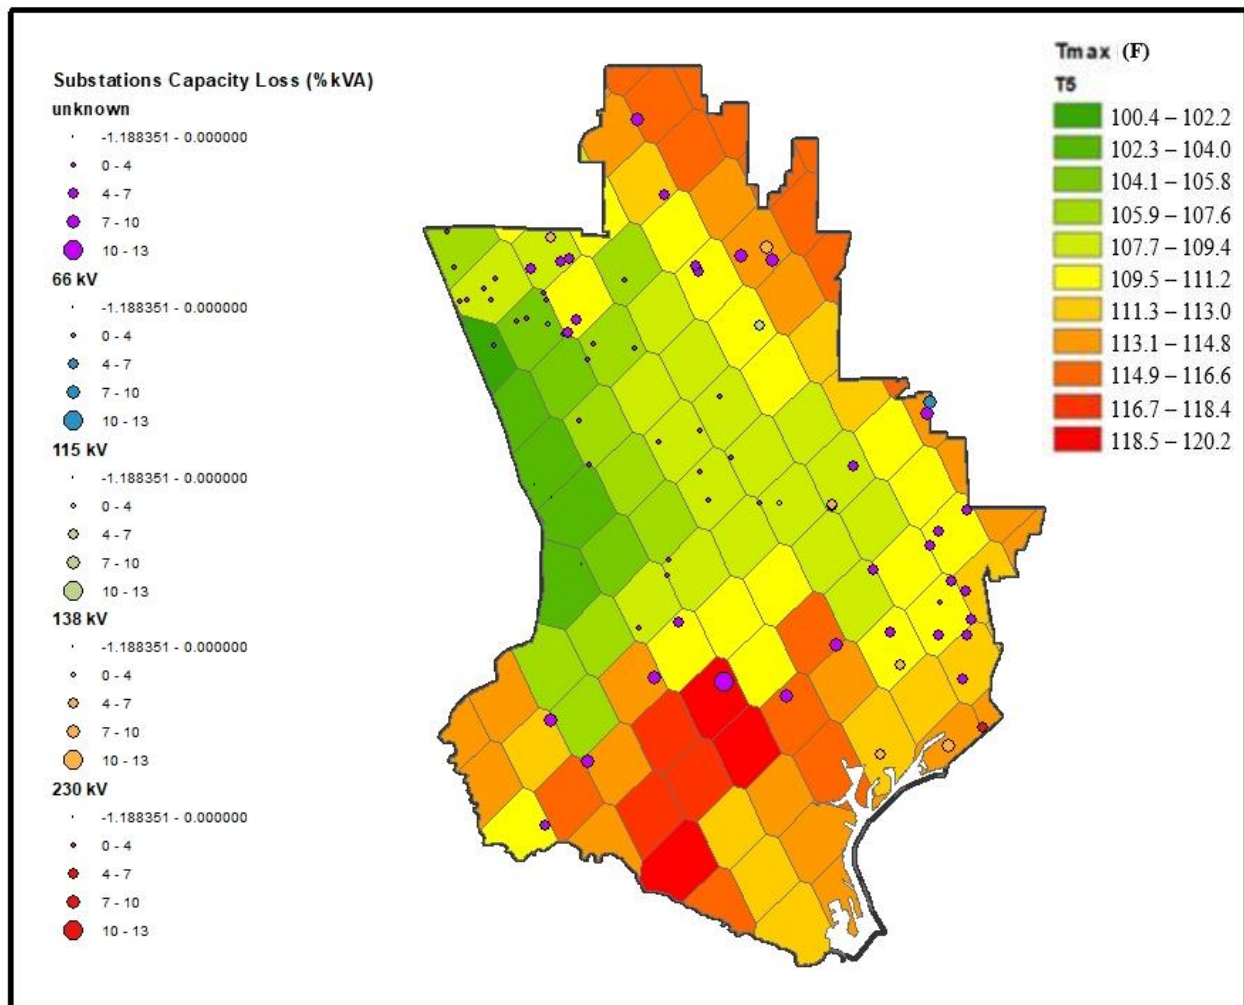 Substations Capacity Loss (%kVA)
unknown
-1.188351 - 0.000000
0 - 4
4 - 7
7 - 10
10 - 13
66 kV
-1.188351 - 0.000000
0 - 4
4 - 7
7 - 10
10 - 13
115 kV
-1.188351 - 0.000000
0 - 4
4 - 7
7 - 10
10 - 13
138 kV
-1.188351 - 0.000000
0 - 4
4 - 7
7 - 10
10 - 13
230 kV
-1.188351 - 0.000000
0 - 4
4 - 7
7 - 10
10 - 13
Tmax (F)
T5
100.4 – 102.2
102.3 – 104.0
104.1 – 105.8
105.9 – 107.6
107.7 – 109.4
109.5 – 111.2
111.3 – 113.0
113.1 – 114.8
114.9 – 116.6
116.7 – 118.4
118.5 – 120.2